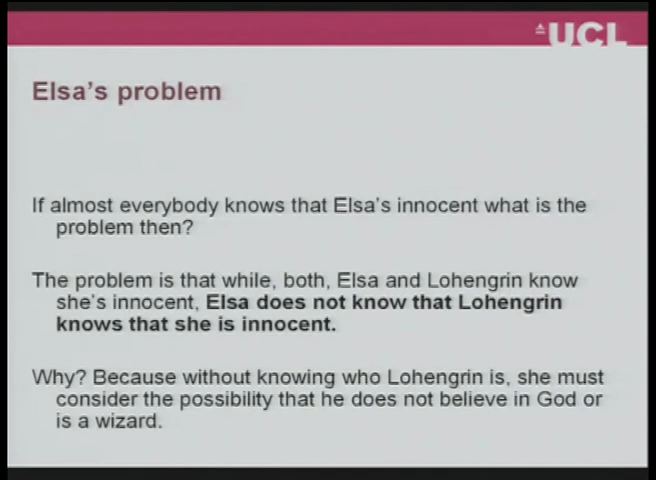 UCL
Elsa's problem
If almost everybody knows that Elsa's innocent what is the
problem then?
The problem is that while, both, Elsa and Lohengrin know
she's innocent, Elsa does not know that Lohengrin
knows that she is innocent.
Why? Because without knowing who Lohengrin is, she must
consider the possibility that he does not believe in God or
is a wizard.